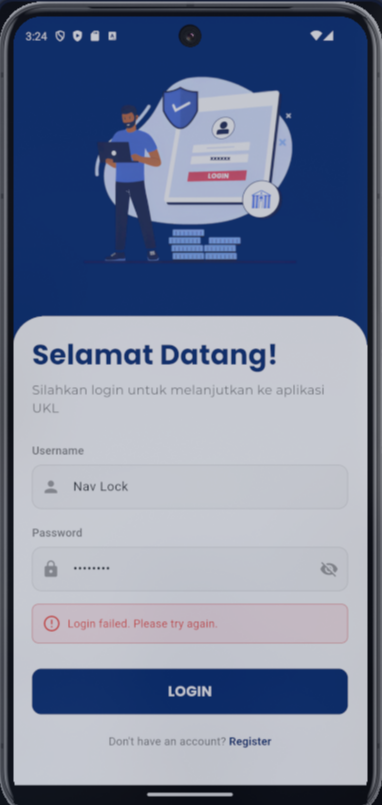 3:24
LOGIN
Selamat Datang!
Silahkan login untuk melanjutkan ke aplikasi
UKL
Username
Nav Lock
Password
••••••••
Login failed. Please try again.
LOGIN
Don't have an account? Register